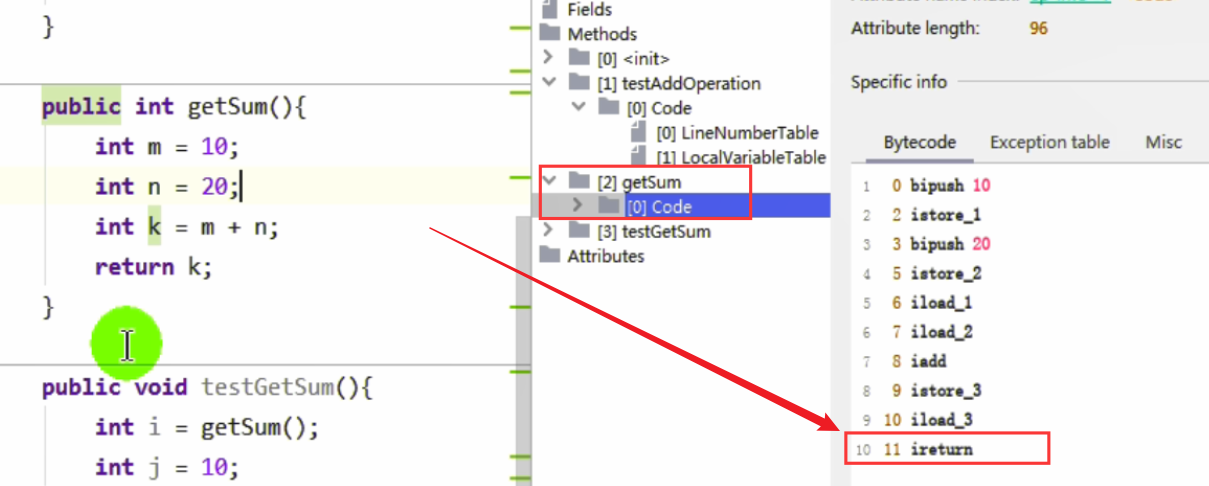 }
public int getSum(){
int m = 10;
int n = 20;
int k = m + n;
return k;
}
public void testGetSum(){
int i = getSum();
int j = 10;
Fields
Methods
[0] <init>
[1] testAddOperation
[0] Code
[0] LineNumberTable
[1] LocalVariableTable
[2] getSum
[0] Code
[3] testGetSum
Attributes
Attribute length: 96
Specific info
Bytecode Exception table Misc
1 0 bipush 10
2 2 istore_1
3 3 bipush 20
4 5 istore_2
5 6 iload_1
6 7 iload_2
7 8 iadd
8 9 istore_3
9 10 iload_3
10 11 ireturn